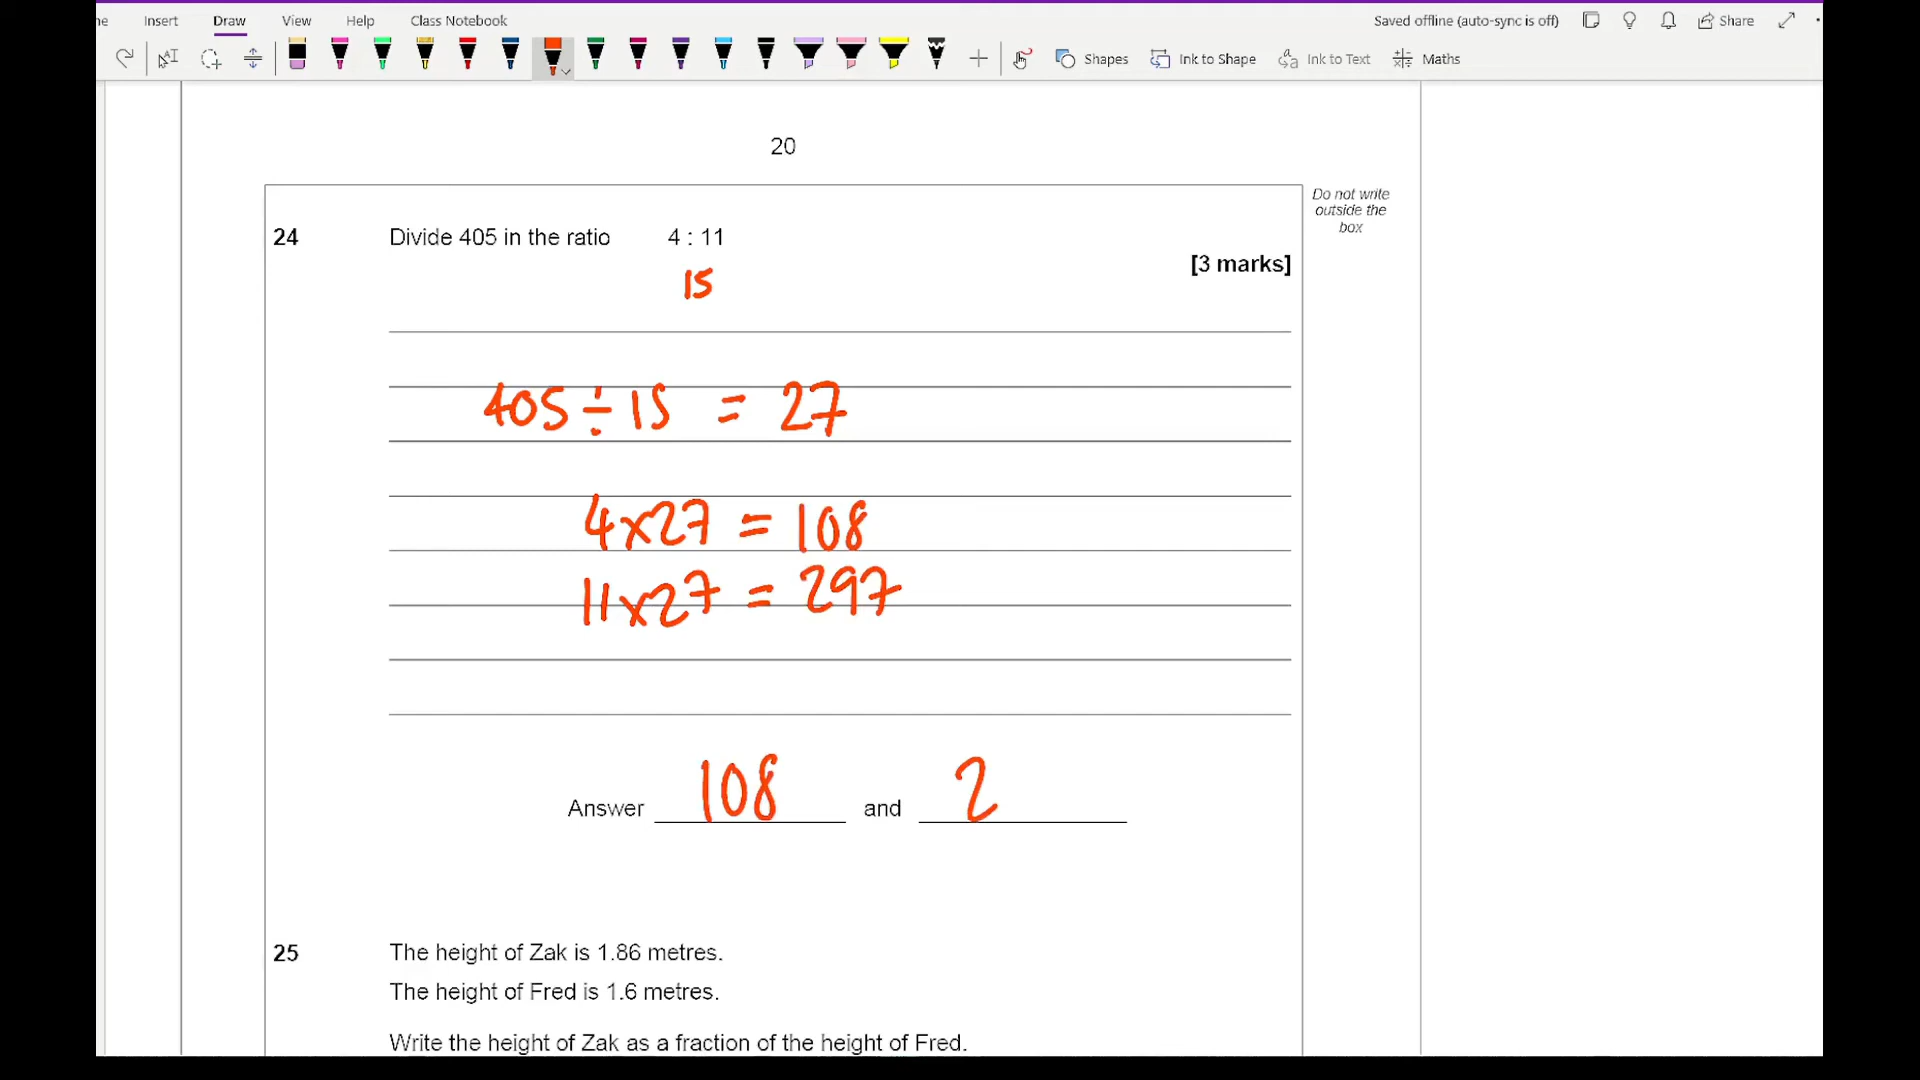 ne Insert Draw View Help Class Notebook Saved offline (auto-sync is off) Share
Shapes Ink to Shape Ink to Text Maths
20
Do not write
outside the
box
24 Divide 405 in the ratio 4 : 11
[3 marks]
15
405 ÷ 15 = 27
4x27 = 108
11x27 = 297
Answer 108 and 2
25 The height of Zak is 1.86 metres.
The height of Fred is 1.6 metres.
Write the height of Zak as a fraction of the height of Fred.